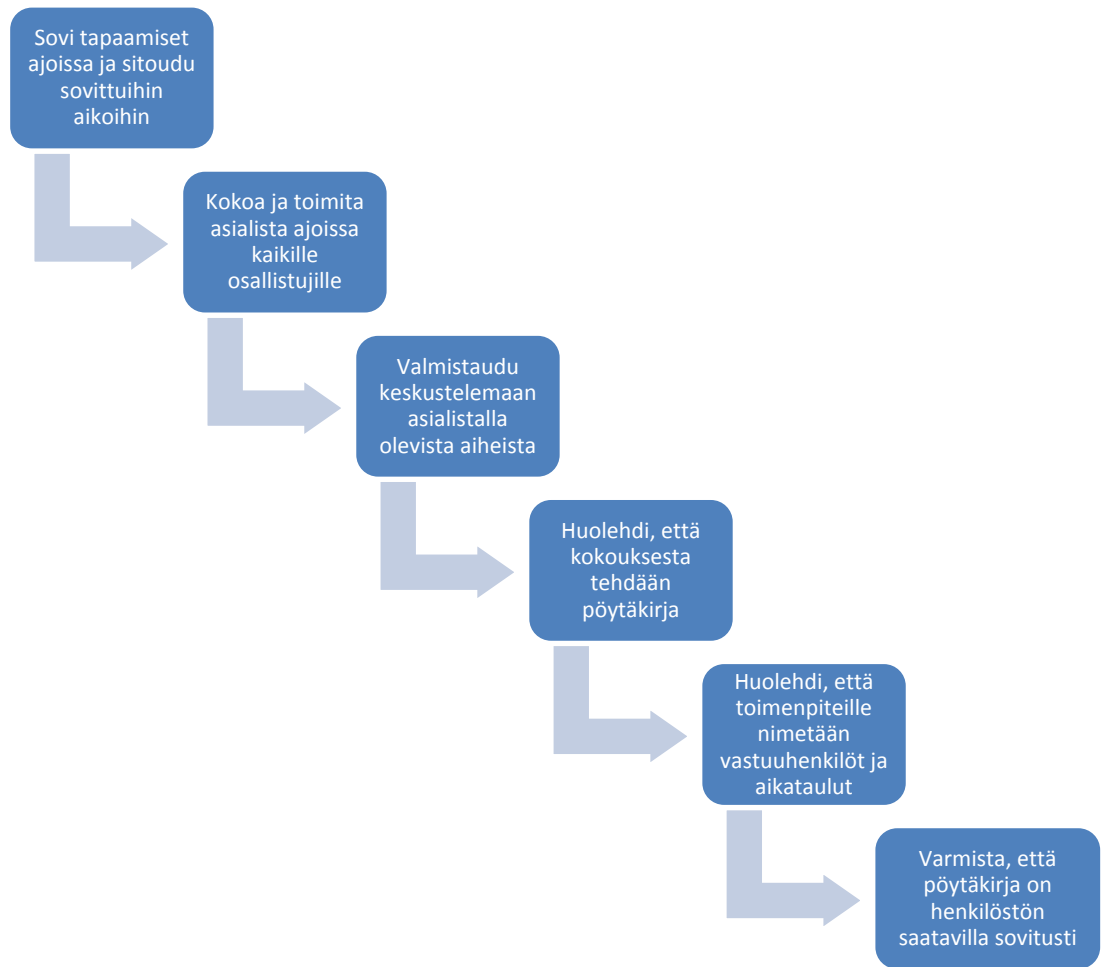 Sovi tapaamiset
ajoissa ja sitoudu
sovittuihin
aikoihin
Kokoa ja toimita
asialista ajoissa
kaikille
osallistujille
Valmistaudu
keskustelemaan
asialistalla
olevista aiheista
Huolehdi, että
kokouksesta
tehdään
pöytäkirja
Huolehdi, että
toimenpiteille
nimetään
vastuuhenkilöt ja
aikataulut
Varmista, että
pöytäkirja on
henkilöstön
saatavilla sovitusti